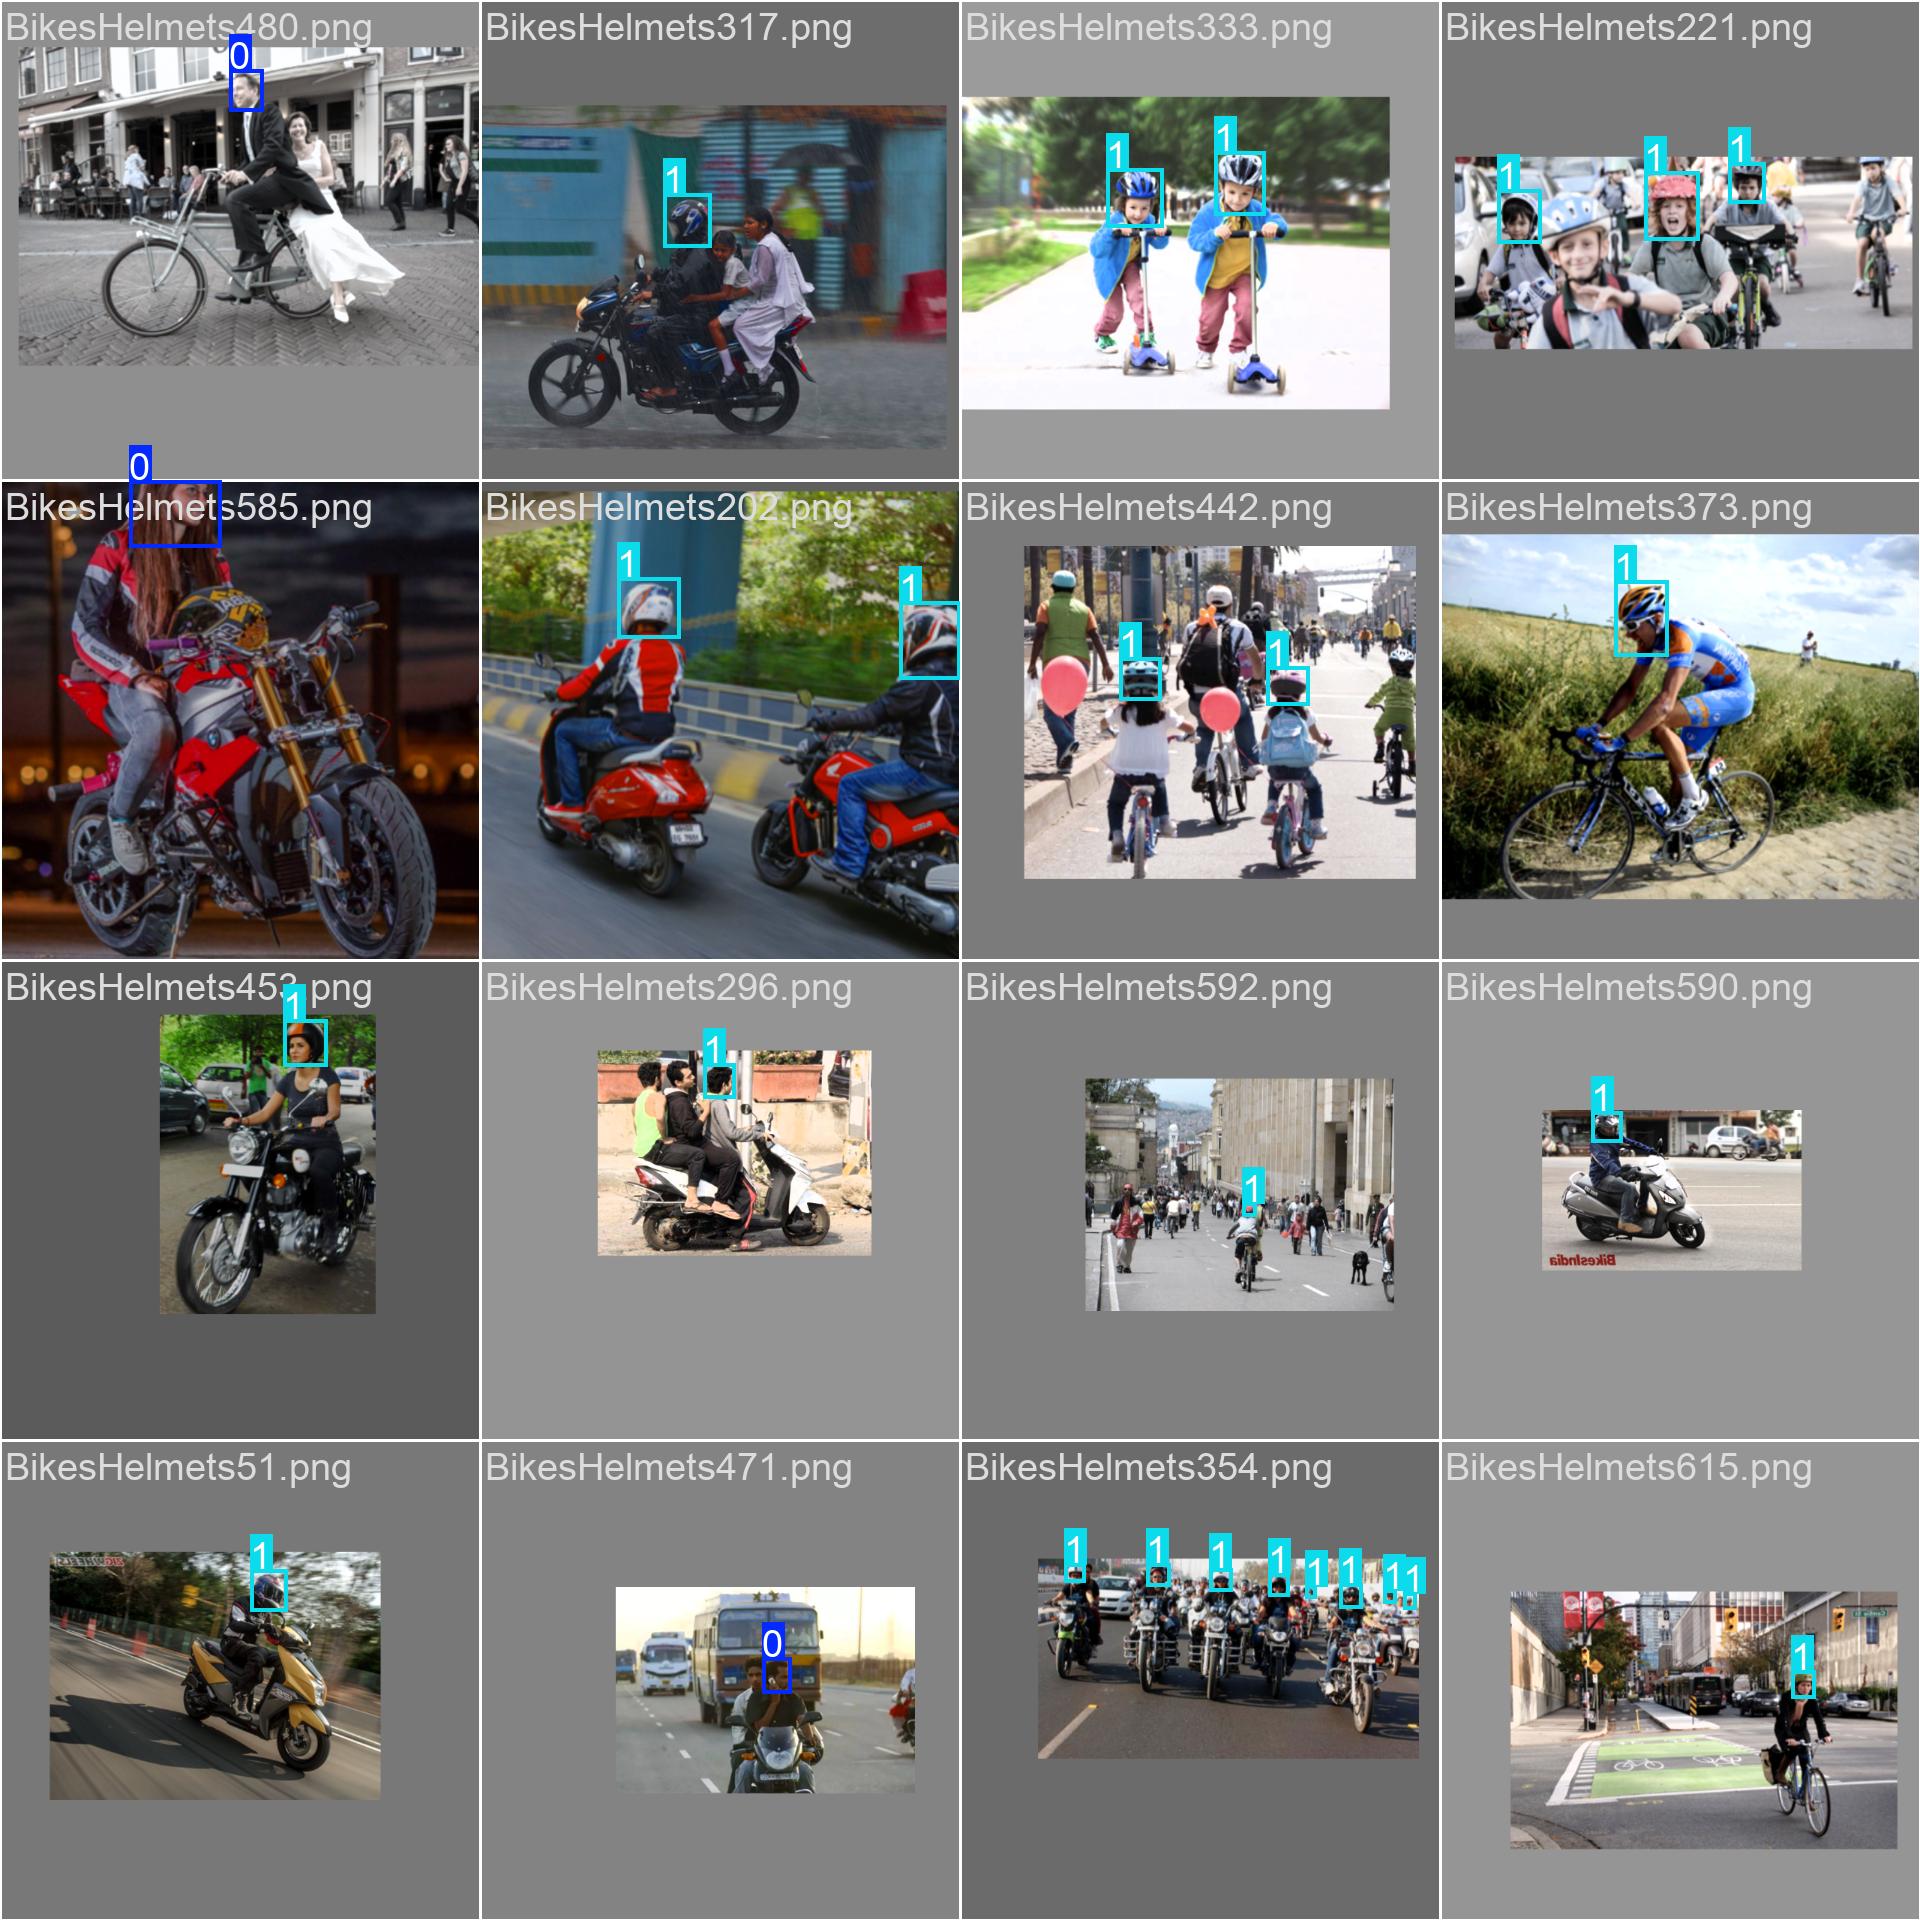 BikesHelmets480.png
BikesHelmets317.png
BikesHelmets333.png
BikesHelmets221.png
0
1
1
1
1
1
1
BikesHelmets585.png
BikesHelmets202.png
BikesHelmets442.png
BikesHelmets373.png
0
1
1
1
1
1
BikesHelmets453.png
BikesHelmets296.png
BikesHelmets592.png
BikesHelmets590.png
1
1
1
1
BikesIndia
BikesHelmets51.png
BikesHelmets471.png
BikesHelmets354.png
BikesHelmets615.png
1
0
1
1
1
1
1
1
1
1
1